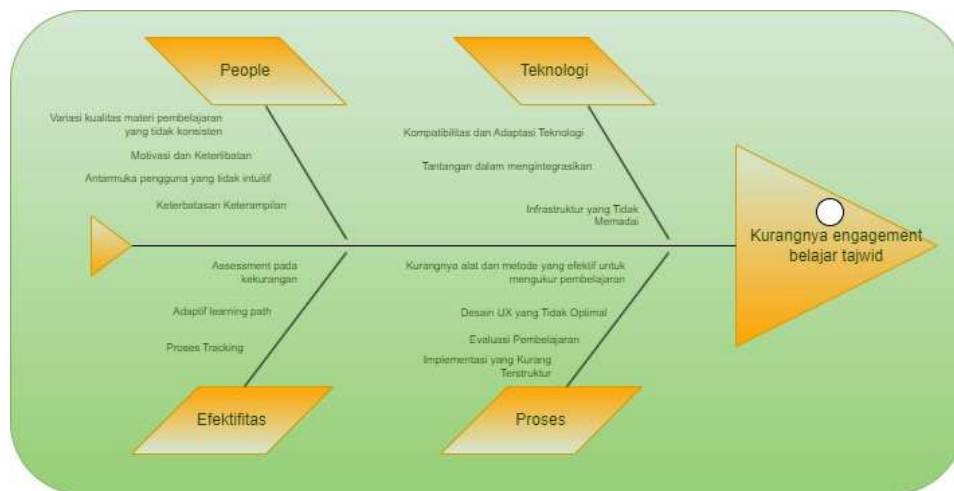 People
Variasi kualitas materi pembelajaran
yang tidak konsisten
Motivasi dan Keterlibatan
Antarmuka pengguna yang tidak intuitif
Keterbatasan Keterampilan
Teknologi
Kompatibilitas dan Adaptasi Teknologi
Tantangan dalam mengintegrasikan
Infrastruktur yang Tidak
Memadai
Kurangnya engagement
belajar tajwid
Assessment pada
kekurangan
Adaptif learning path
Proses Tracking
Efektifitas
Kurangnya alat dan metode yang efektif untuk
mengukur pembelajaran
Desain UX yang Tidak Optimal
Evaluasi Pembelajaran
Implementasi yang Kurang
Terstruktur
Proses